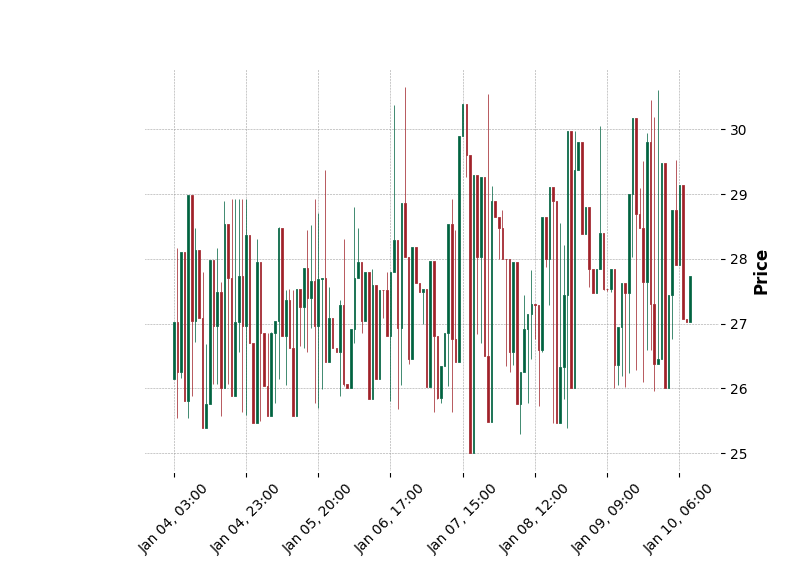 30
29
28
27
26
25
Price
Jan 04, 03:00
Jan 04, 23:00
Jan 05, 20:00
Jan 06, 17:00
Jan 07, 15:00
Jan 08, 12:00
Jan 09, 09:00
Jan 10, 06:00